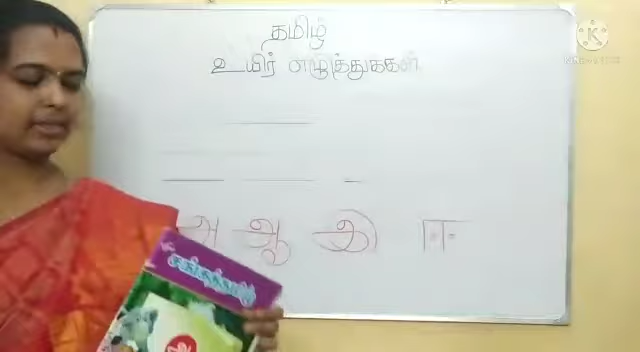 தமிழ்
உயிர் எழுத்துக்கள்
அ ஆ இ ஈ